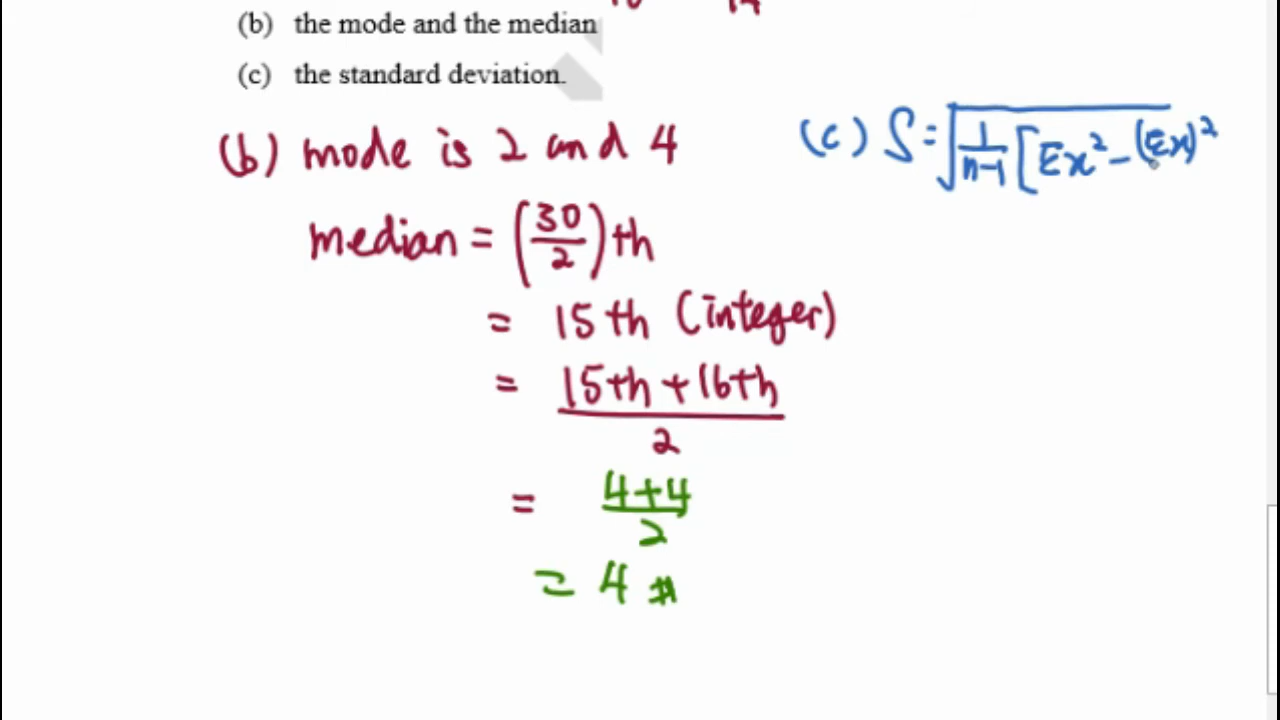 (b) the mode and the median
(c) the standard deviation.
(b) mode is 2 and 4
median = (30/2)th
= 15th (integer)
= 15th + 16th / 2
= 4+4 / 2
= 4 #
(c) S = √ 1/n-1 [Σx² - (Σx)²